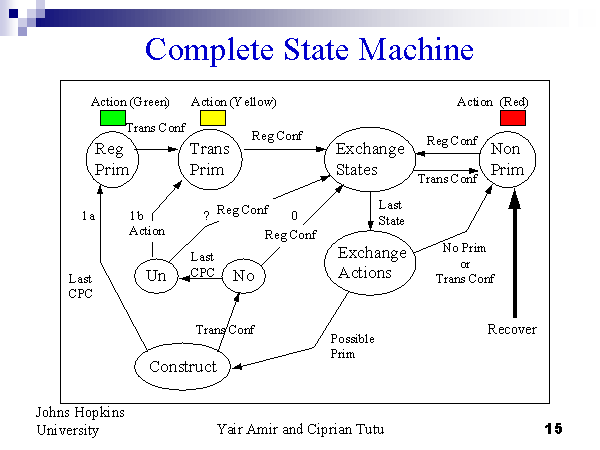 Complete State Machine
Action (Green)
Action (Yellow)
Action (Red)
Trans Conf
Reg Conf
Reg Conf
Trans Conf
Reg
Prim
Trans
Prim
Exchange
States
Non
Prim
1a
1b
Action
?
Reg Conf
0
Reg Conf
Last
State
Last
CPC
Un
No
Exchange
Actions
No Prim
or
Trans Conf
Last
CPC
Trans Conf
Possible
Prim
Recover
Construct
Johns Hopkins
University
Yair Amir and Ciprian Tutu
15